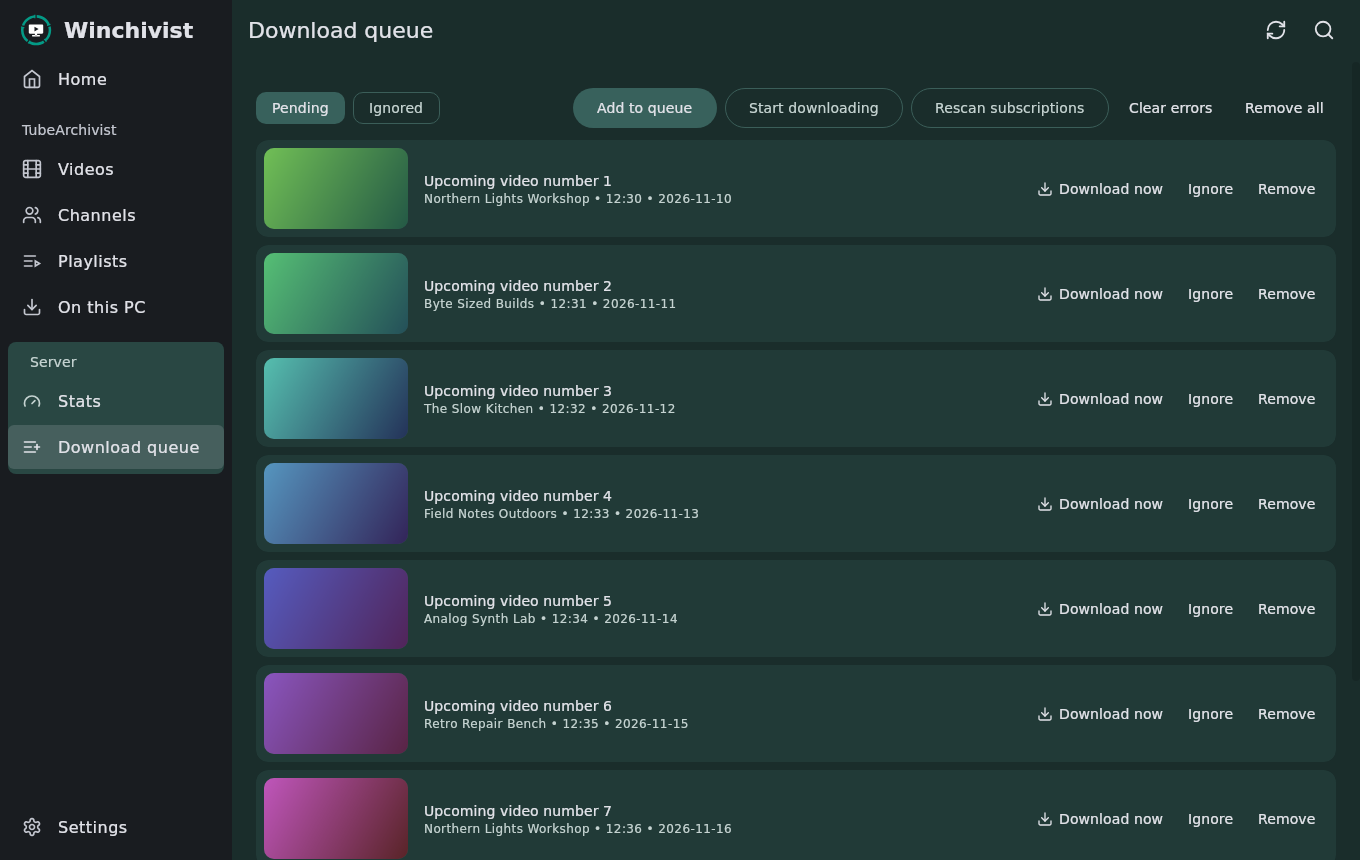 Winchivist
Download queue
Home
TubeArchivist
Videos
Channels
Playlists
On this PC
Server
Stats
Download queue
Settings
Pending
Ignored
Add to queue
Start downloading
Rescan subscriptions
Clear errors
Remove all
Upcoming video number 1
Northern Lights Workshop • 12:30 • 2026-11-10
Download now Ignore Remove
Upcoming video number 2
Byte Sized Builds • 12:31 • 2026-11-11
Download now Ignore Remove
Upcoming video number 3
The Slow Kitchen • 12:32 • 2026-11-12
Download now Ignore Remove
Upcoming video number 4
Field Notes Outdoors • 12:33 • 2026-11-13
Download now Ignore Remove
Upcoming video number 5
Analog Synth Lab • 12:34 • 2026-11-14
Download now Ignore Remove
Upcoming video number 6
Retro Repair Bench • 12:35 • 2026-11-15
Download now Ignore Remove
Upcoming video number 7
Northern Lights Workshop • 12:36 • 2026-11-16
Download now Ignore Remove